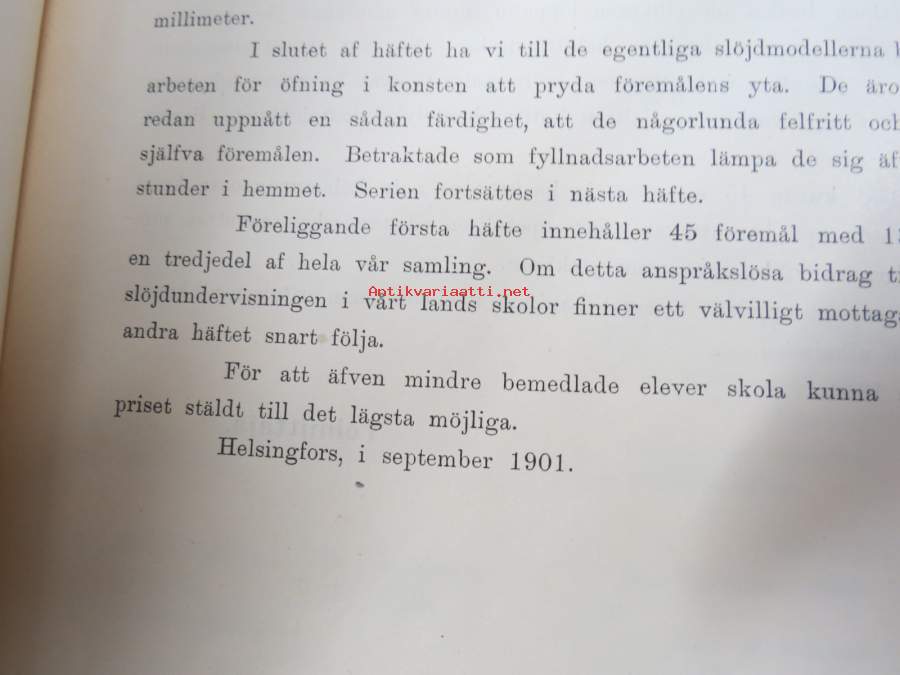 millimeter.
I slutet af häftet ha vi till de egentliga slöjdmodellerna
arbeten för öfning i konsten att pryda föremålens yta. De äro
redan uppnått en sådan färdighet, att de någorlunda felfritt och
själfva föremålen. Betraktade som fyllnadsarbeten lämpa de sig äf
stunder i hemmet. Serien fortsättes i nästa häfte.
Föreliggande första häfte innehåller 45 föremål med
en tredjedel af hela vår samling. Om detta anspråkslösa bidrag
Antikvariaatti.net
slöjdundervisningen i vårt lands skolor finner ett välvilligt mottag
andra häftet snart följa.
För att äfven mindre bemedlade elever skola kunna
priset stäldt till det lägsta möjliga.
Helsingfors, i september 1901.